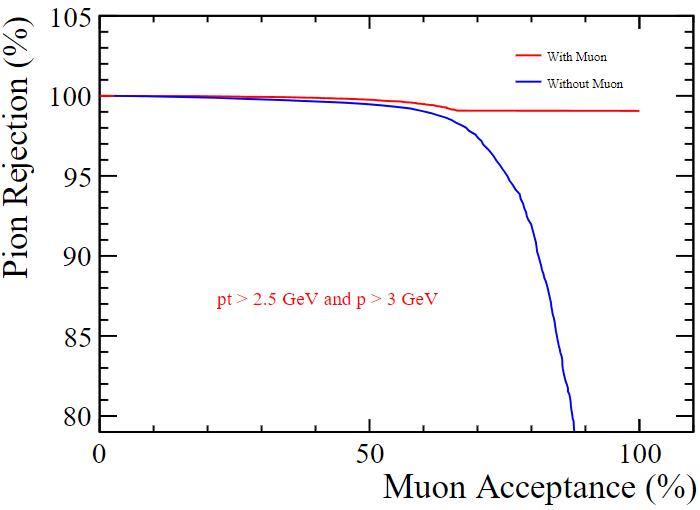 105
With Muon
Without Muon
100
95
90
pt > 2.5 GeV and p > 3 GeV
85
80
0 50 100
Pion Rejection (%)
Muon Acceptance (%)